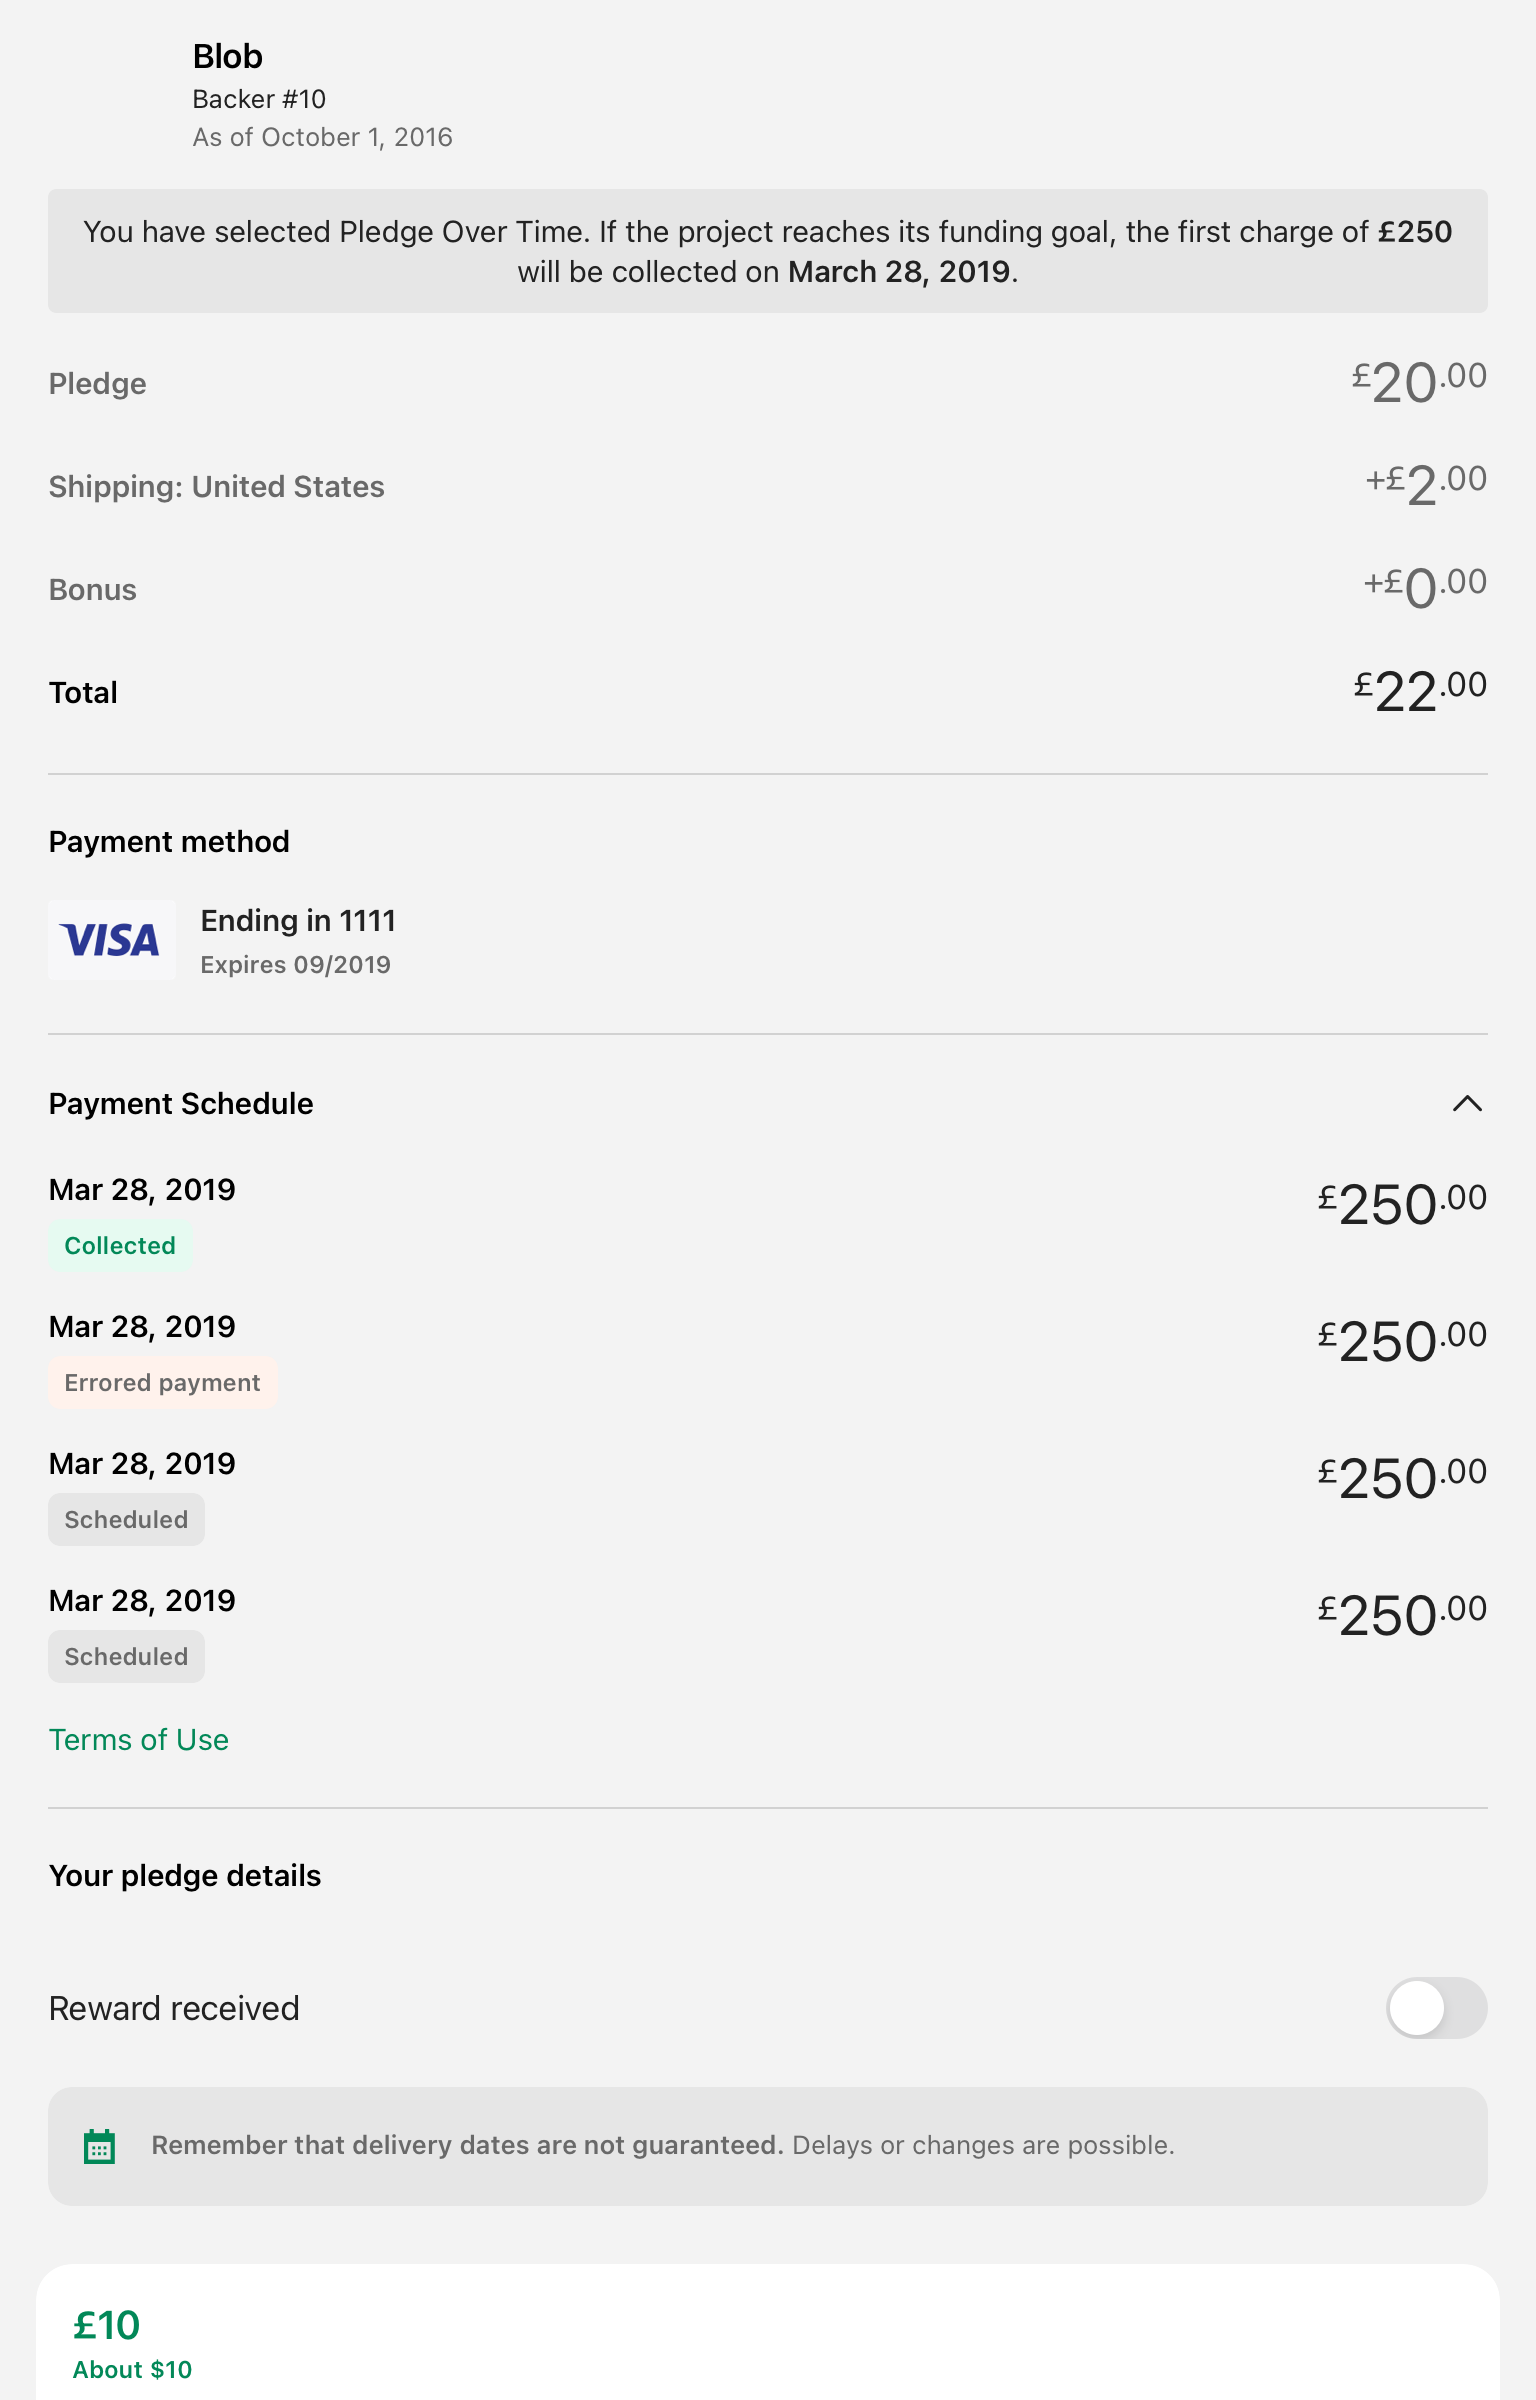 Blob
Backer #10
As of October 1, 2016
You have selected Pledge Over Time. If the project reaches its funding goal, the first charge of £250
will be collected on March 28, 2019.
Pledge £20.00
Shipping: United States +£2.00
Bonus +£0.00
Total £22.00
Payment method
VISA
Ending in 1111
Expires 09/2019
Payment Schedule
Mar 28, 2019 £250.00
Collected
Mar 28, 2019 £250.00
Errored payment
Mar 28, 2019 £250.00
Scheduled
Mar 28, 2019 £250.00
Scheduled
Terms of Use
Your pledge details
Reward received
Remember that delivery dates are not guaranteed. Delays or changes are possible.
£10
About $10